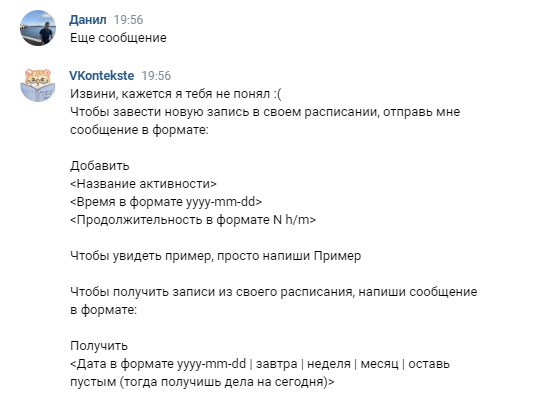 Данил 19:56
Еще сообщение
VKontekste 19:56
Извини, кажется я тебя не понял :(
Чтобы завести новую запись в своем расписании, отправь мне
сообщение в формате:
Добавить
<Название активности>
<Время в формате yyyy-mm-dd>
<Продолжительность в формате N h/m>
Чтобы увидеть пример, просто напиши Пример
Чтобы получить записи из своего расписания, напиши сообщение
в формате:
Получить
<Дата в формате yyyy-mm-dd | завтра | неделя | месяц | оставь
пустым (тогда получишь дела на сегодня)>